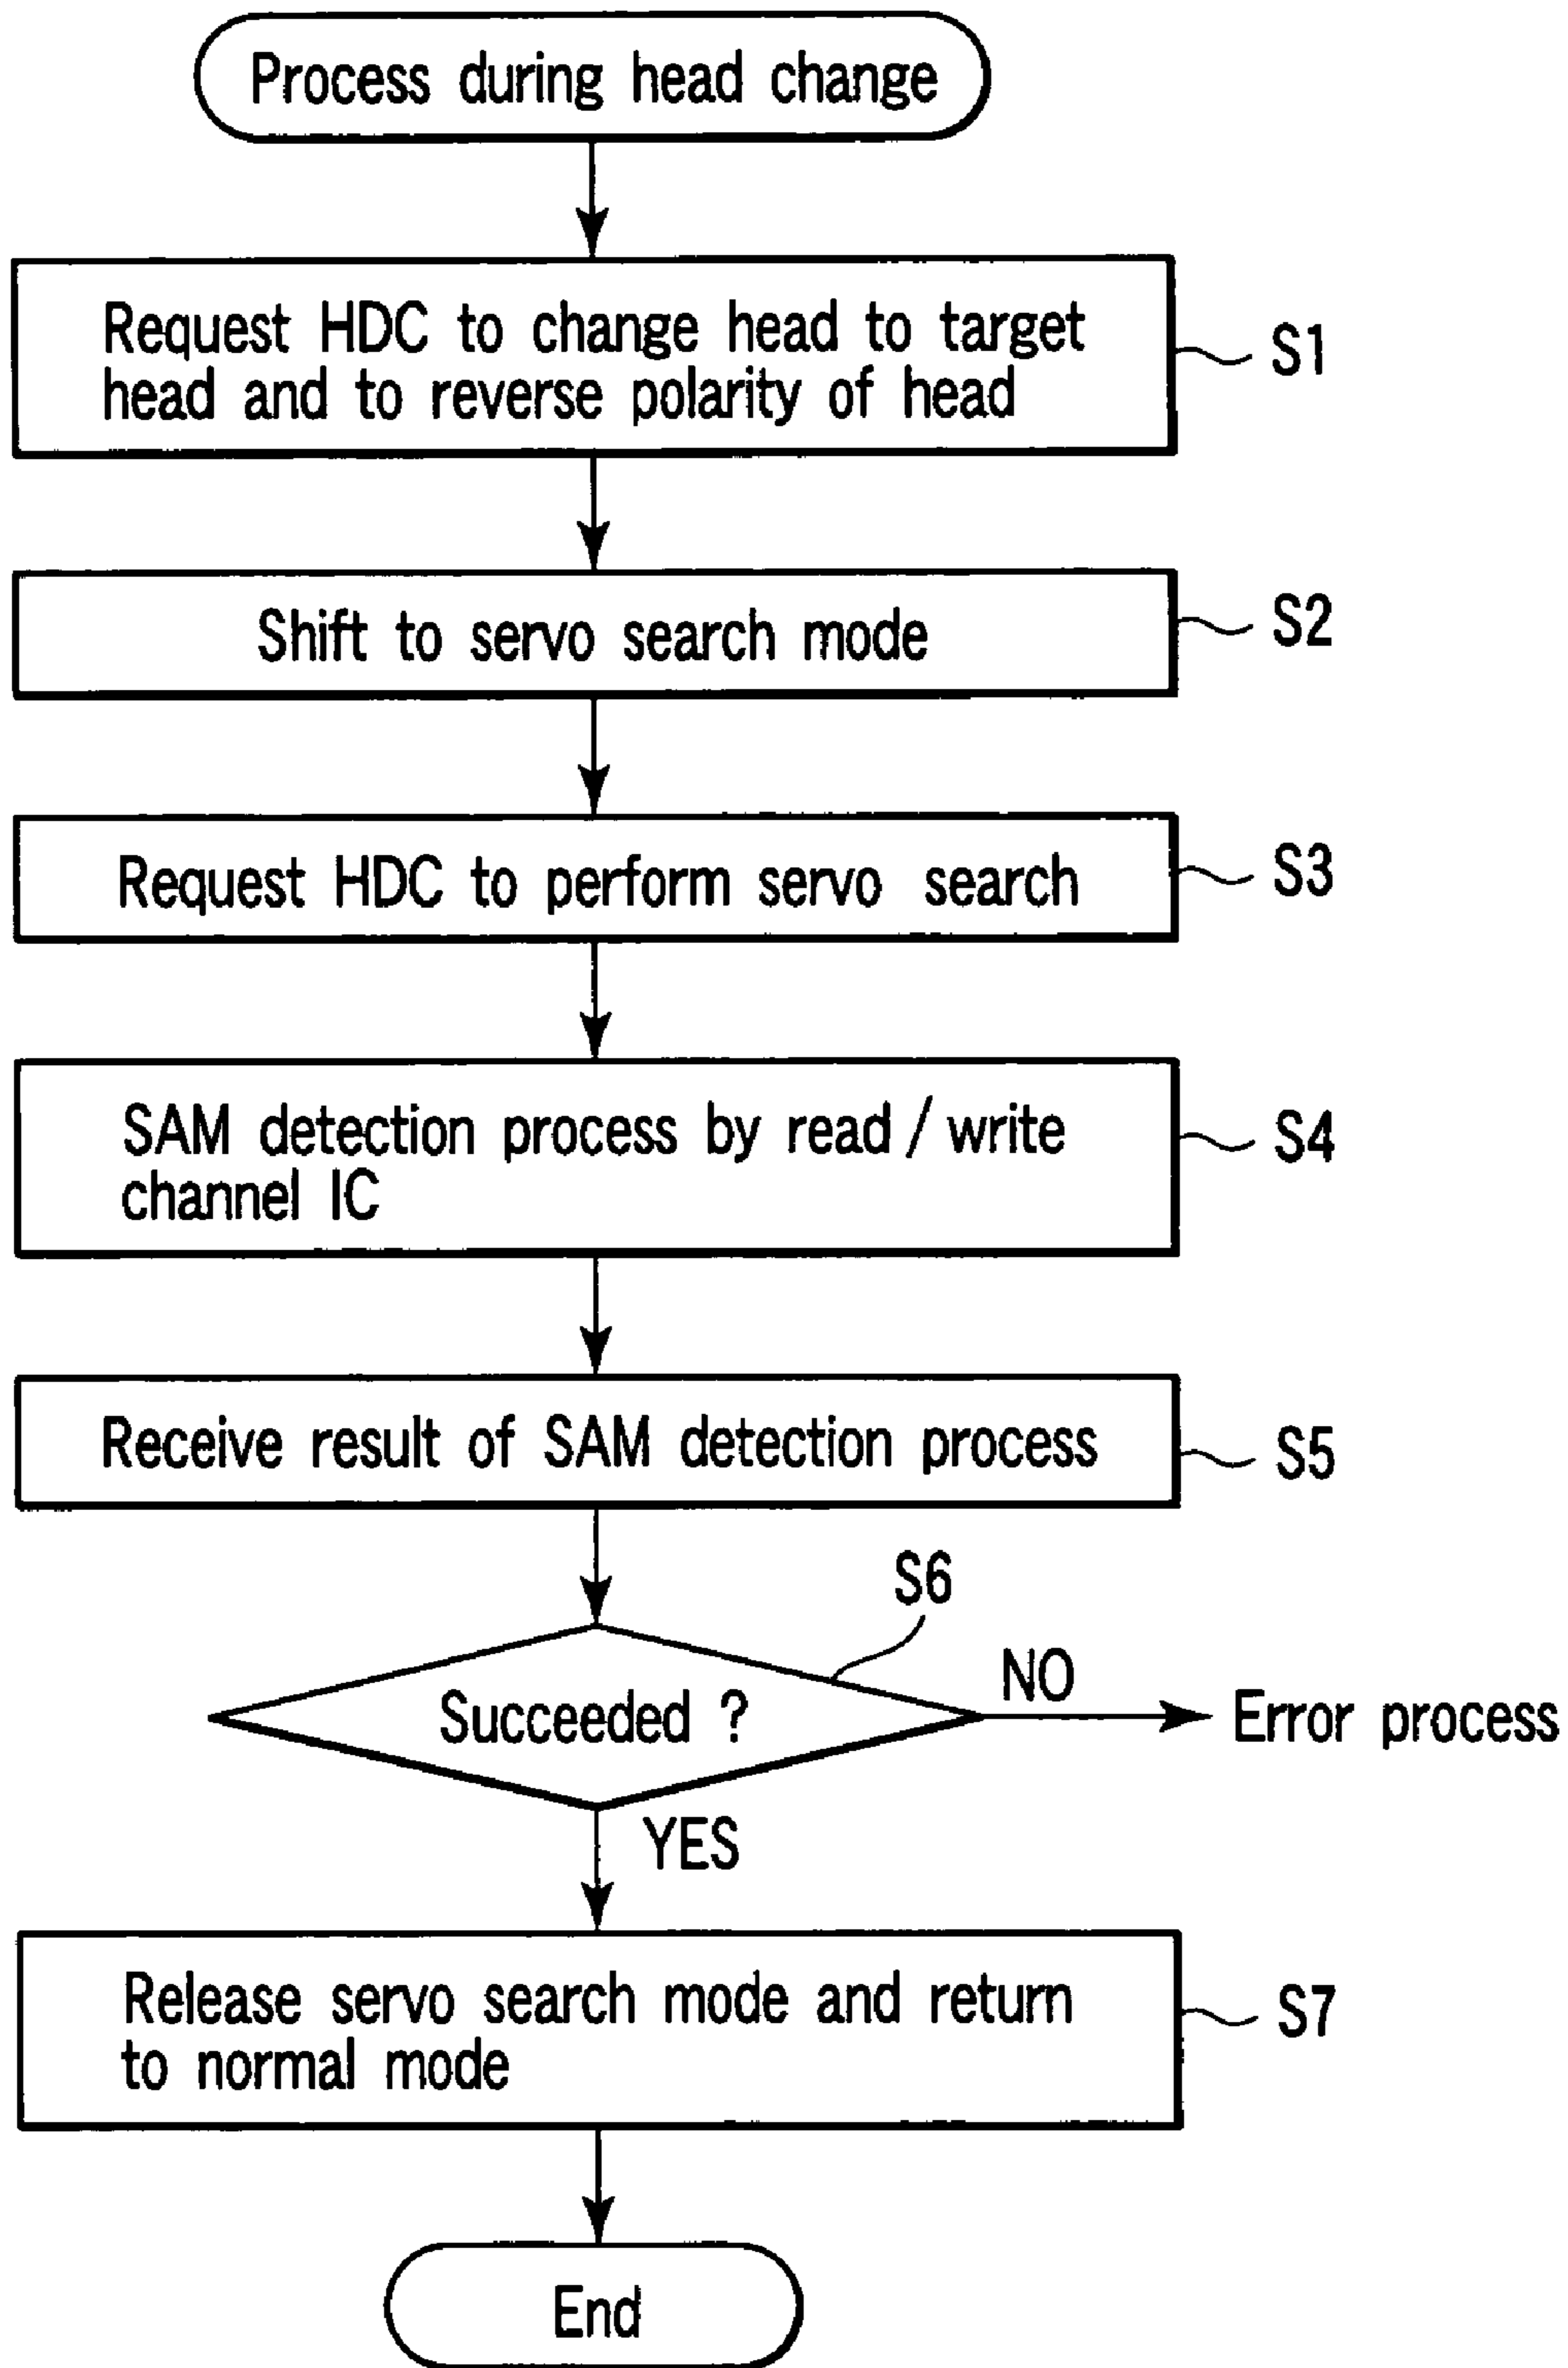 Process during head change
Request HDC to change head to target
head and to reverse polarity of head
S1
Shift to servo search mode
S2
Request HDC to perform servo search
S3
SAM detection process by read / write
channel IC
S4
Receive result of SAM detection process
S5
S6
Succeeded ?
NO
Error process
YES
Release servo search mode and return
to normal mode
S7
End